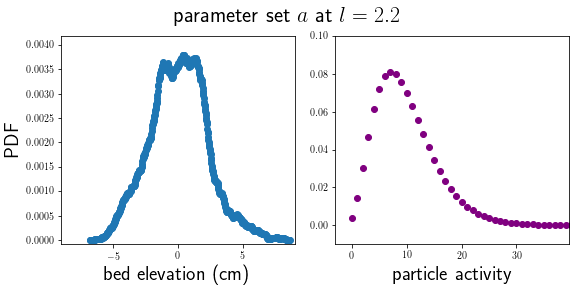 parameter set a at l = 2.2
PDF
0.0040
0.0035
0.0030
0.0025
0.0020
0.0015
0.0010
0.0005
0.0000
−5 0 5
bed elevation (cm)
0.10
0.08
0.06
0.04
0.02
0.00
0 10 20 30
particle activity